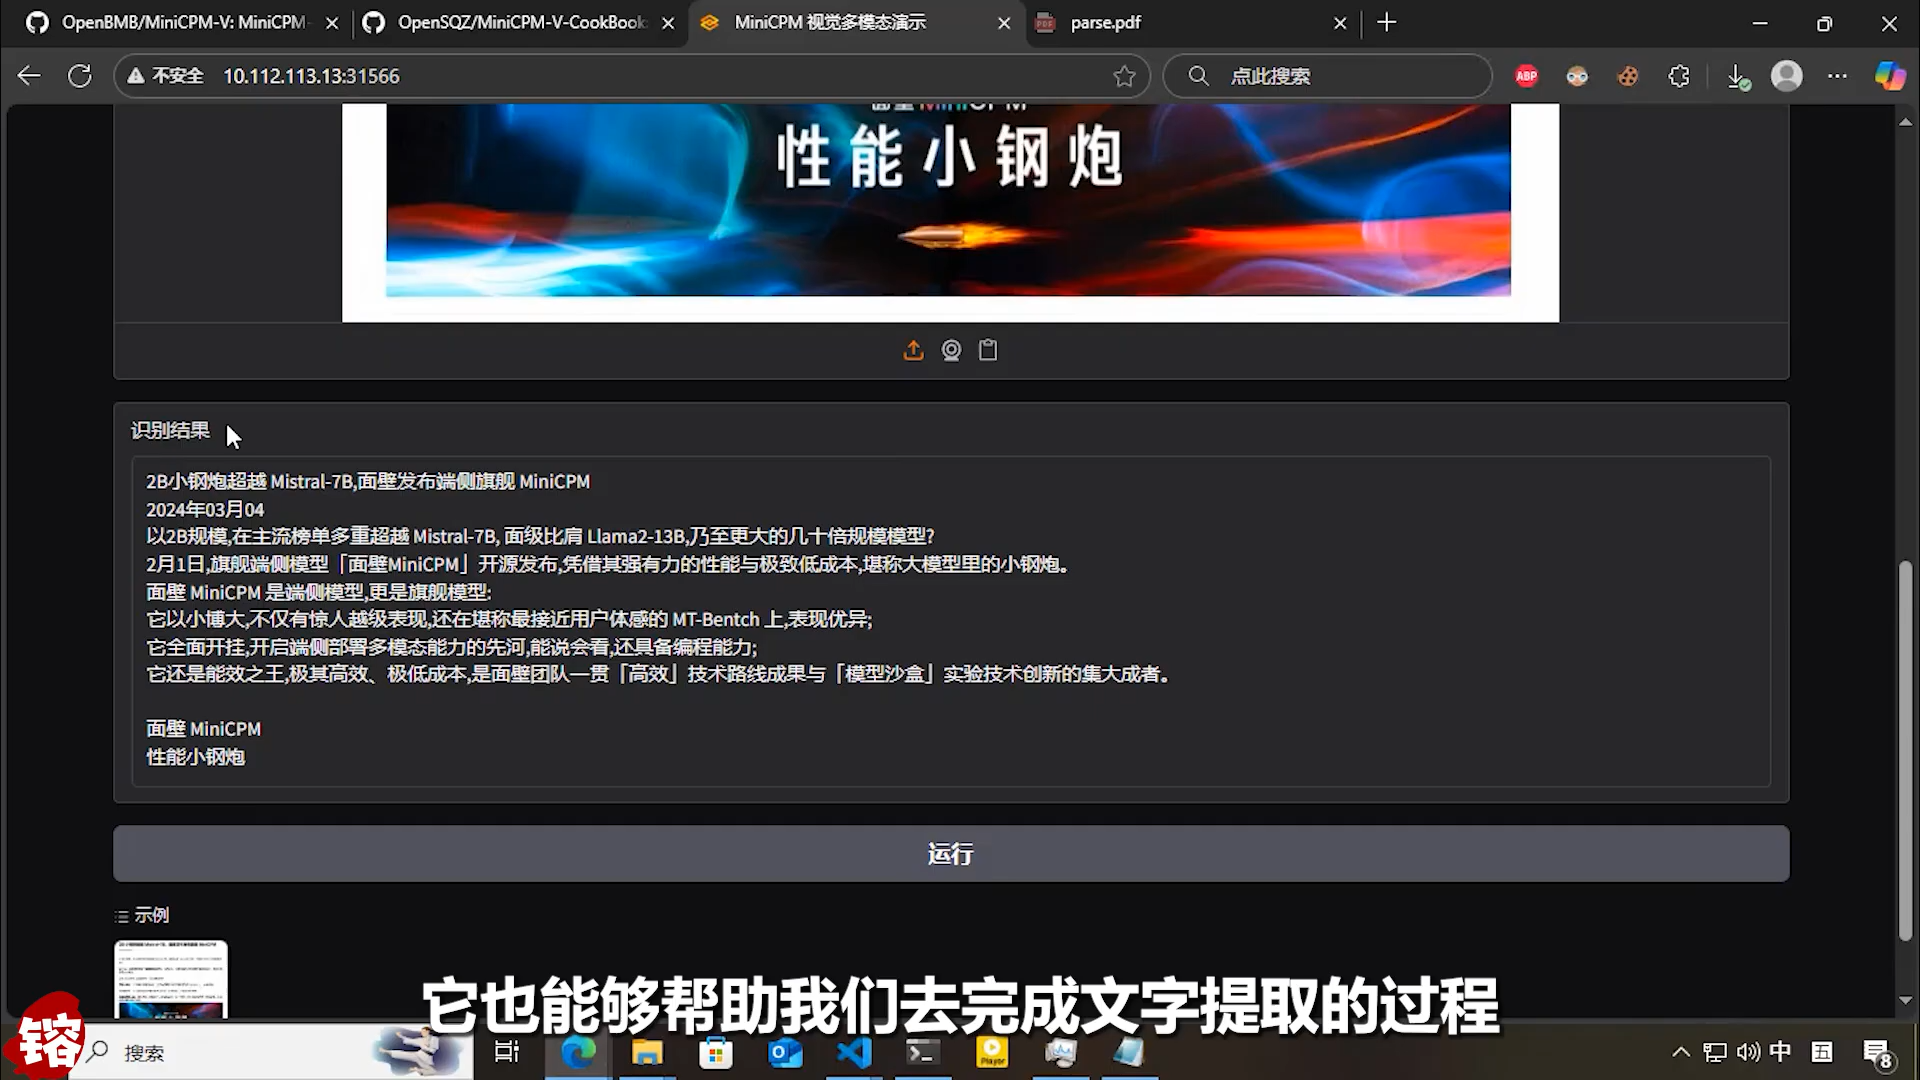 OpenBMB/MiniCPM-V: MiniCPM-
OpenSQZ/MiniCPM-V-CookBook
MiniCPM 视觉多模态演示
parse.pdf
不安全
10.112.113.13:31566
点此搜索
ABP
面壁 MiniCPM
性能小钢炮
识别结果
2B小钢炮超越 Mistral-7B,面壁发布端侧旗舰 MiniCPM
2024年03月04
以2B规模,在主流榜单多重超越 Mistral-7B, 面级比肩 Llama2-13B,乃至更大的几十倍规模模型?
2月1日,旗舰端侧模型「面壁MiniCPM」开源发布,凭借其强有力的性能与极致低成本,堪称大模型里的小钢炮。
面壁 MiniCPM 是端侧模型,更是旗舰模型:
它以小博大,不仅有惊人越级表现,还在堪称最接近用户体感的 MT-Bentch 上,表现优异;
它全面开挂,开启端侧部署多模态能力的先河,能说会看,还具备编程能力;
它还是能效之王,极其高效、极低成本,是面壁团队一贯「高效」技术路线成果与「模型沙盒」实验技术创新的集大成者。
面壁 MiniCPM
性能小钢炮
运行
示例
它也能够帮助我们去完成文字提取的过程
镕
搜索
Player
中
五
8